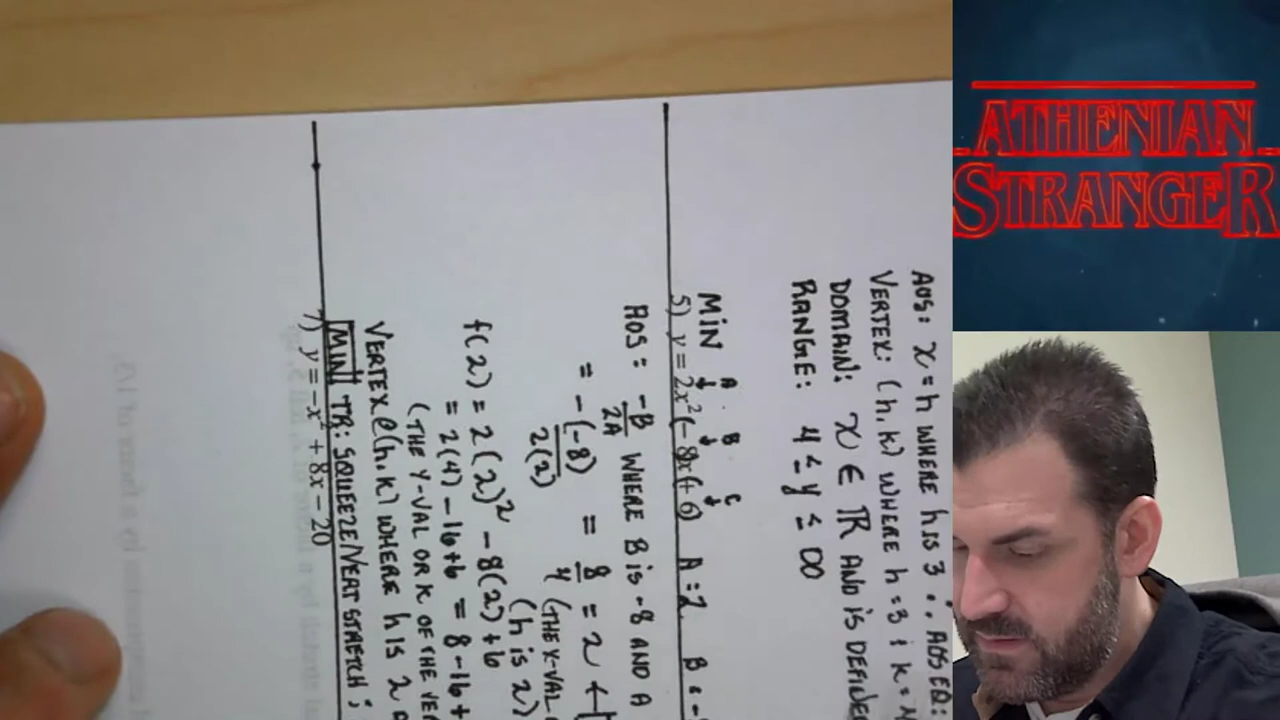 ATHENIAN
STRANGER
AOS: x = h WHERE h is 3 ∴ AOS EQ:
VERTEX: (h, k) WHERE h = 3 & k =
DOMAIN: x ∈ ℝ AND is DEFINED
RANGE: 4 ≤ y ≤ ∞
MIN A B C
5) y = 2x² (- 8x (+ 6) A = 2 B =
AOS: -B/2A WHERE B is -8 AND A
= -(-8)/2(2) = 8/4 = 2
(THE X-VAL
(h is 2)
f(2) = 2(2)² - 8(2) + 6
= 2(4) - 16 + 6 = 8 - 16 +
(THE Y-VAL OR K OF THE
VERTEX @ (h, k) WHERE h is 2
MIN TR: SQUEEZE/VERT STRETCH;
7) y = -x² + 8x - 20